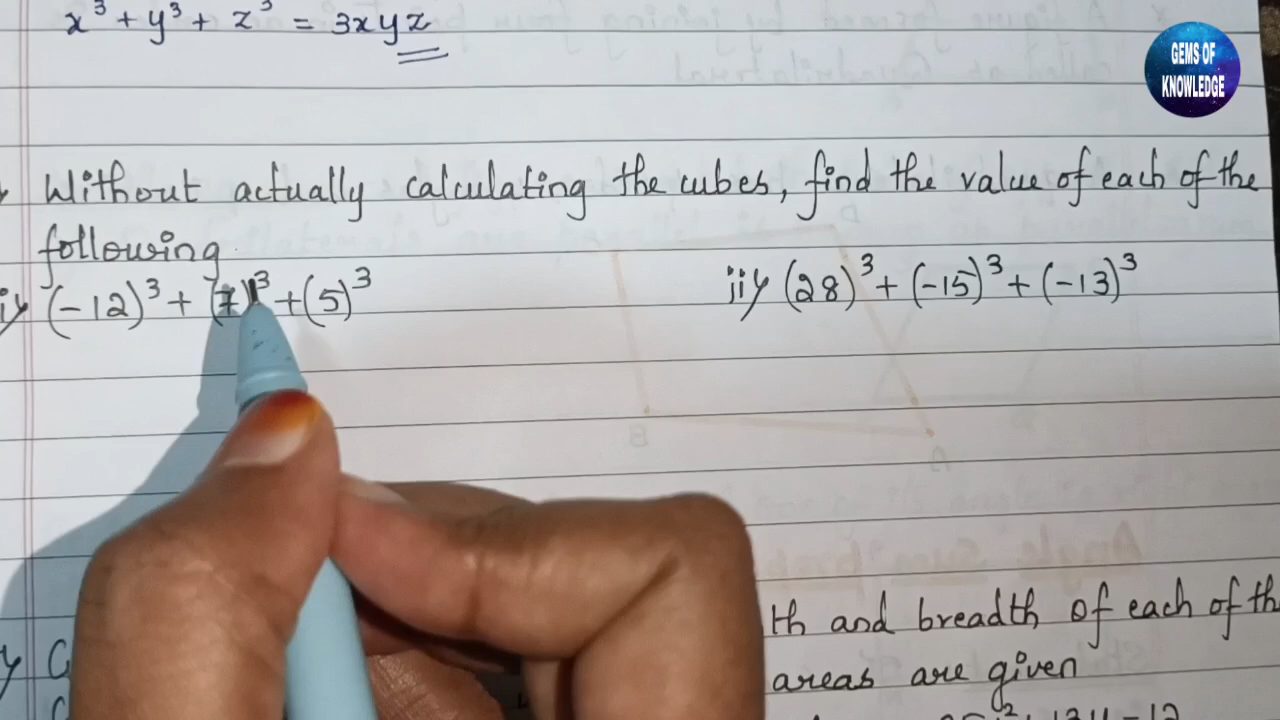 x³ + y³ + z³ = 3xyz
GEMS OF
KNOWLEDGE
Without actually calculating the cubes, find the value of each of the
following
i) (-12)³ + (7)³ + (5)³
ii) (28)³ + (-15)³ + (-13)³
th and breadth of each of the
areas are given